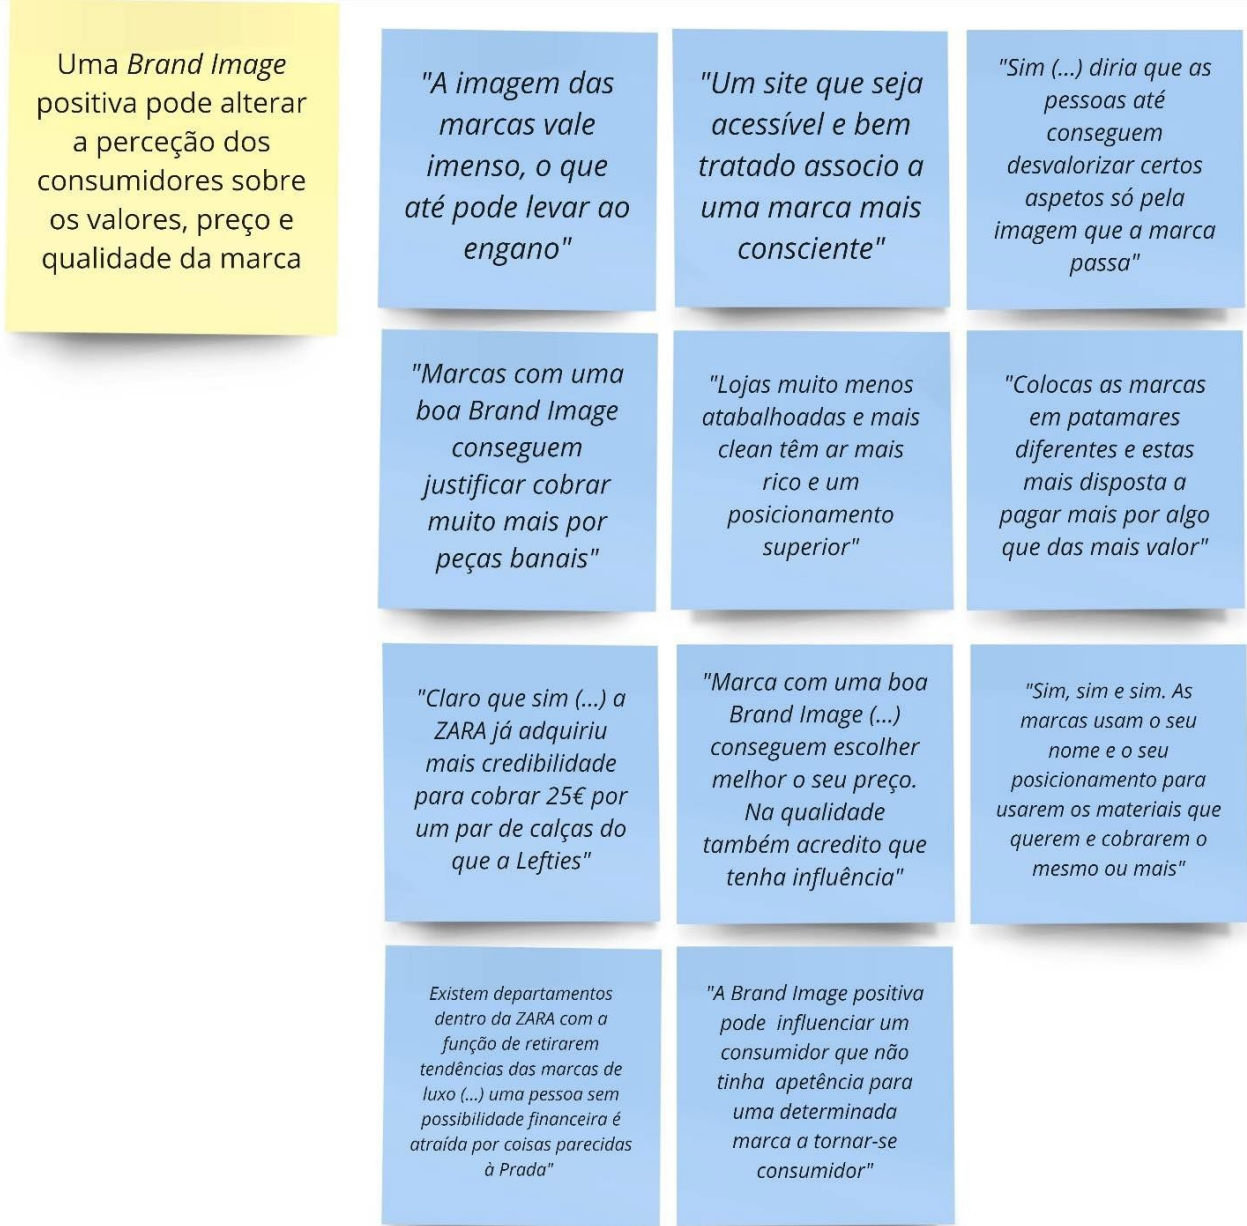 Uma Brand Image
positiva pode alterar
a perceção dos
consumidores sobre
os valores, preço e
qualidade da marca
"A imagem das
marcas vale
imenso, o que
até pode levar ao
engano"
"Um site que seja
acessível e bem
tratado associo a
uma marca mais
consciente"
"Sim (...) diria que as
pessoas até
conseguem
desvalorizar certos
aspetos só pela
imagem que a marca
passa"
"Marcas com uma
boa Brand Image
conseguem
justificar cobrar
muito mais por
peças banais"
"Lojas muito menos
atabalhoadas e mais
clean têm ar mais
rico e um
posicionamento
superior"
"Colocas as marcas
em patamares
diferentes e estas
mais disposta a
pagar mais por algo
que das mais valor"
"Claro que sim (...) a
ZARA já adquiriu
mais credibilidade
para cobrar 25€ por
um par de calças do
que a Lefties"
"Marca com uma boa
Brand Image (...)
conseguem escolher
melhor o seu preço.
Na qualidade
também acredito que
tenha influência"
"Sim, sim e sim. As
marcas usam o seu
nome e o seu
posicionamento para
usarem os materiais que
querem e cobrarem o
mesmo ou mais"
Existem departamentos
dentro da ZARA com a
função de retirarem
tendências das marcas de
luxo (...) uma pessoa sem
possibilidade financeira é
atraída por coisas parecidas
à Prada"
"A Brand Image positiva
pode influenciar um
consumidor que não
tinha apetência para
uma determinada
marca a tornar-se
consumidor"